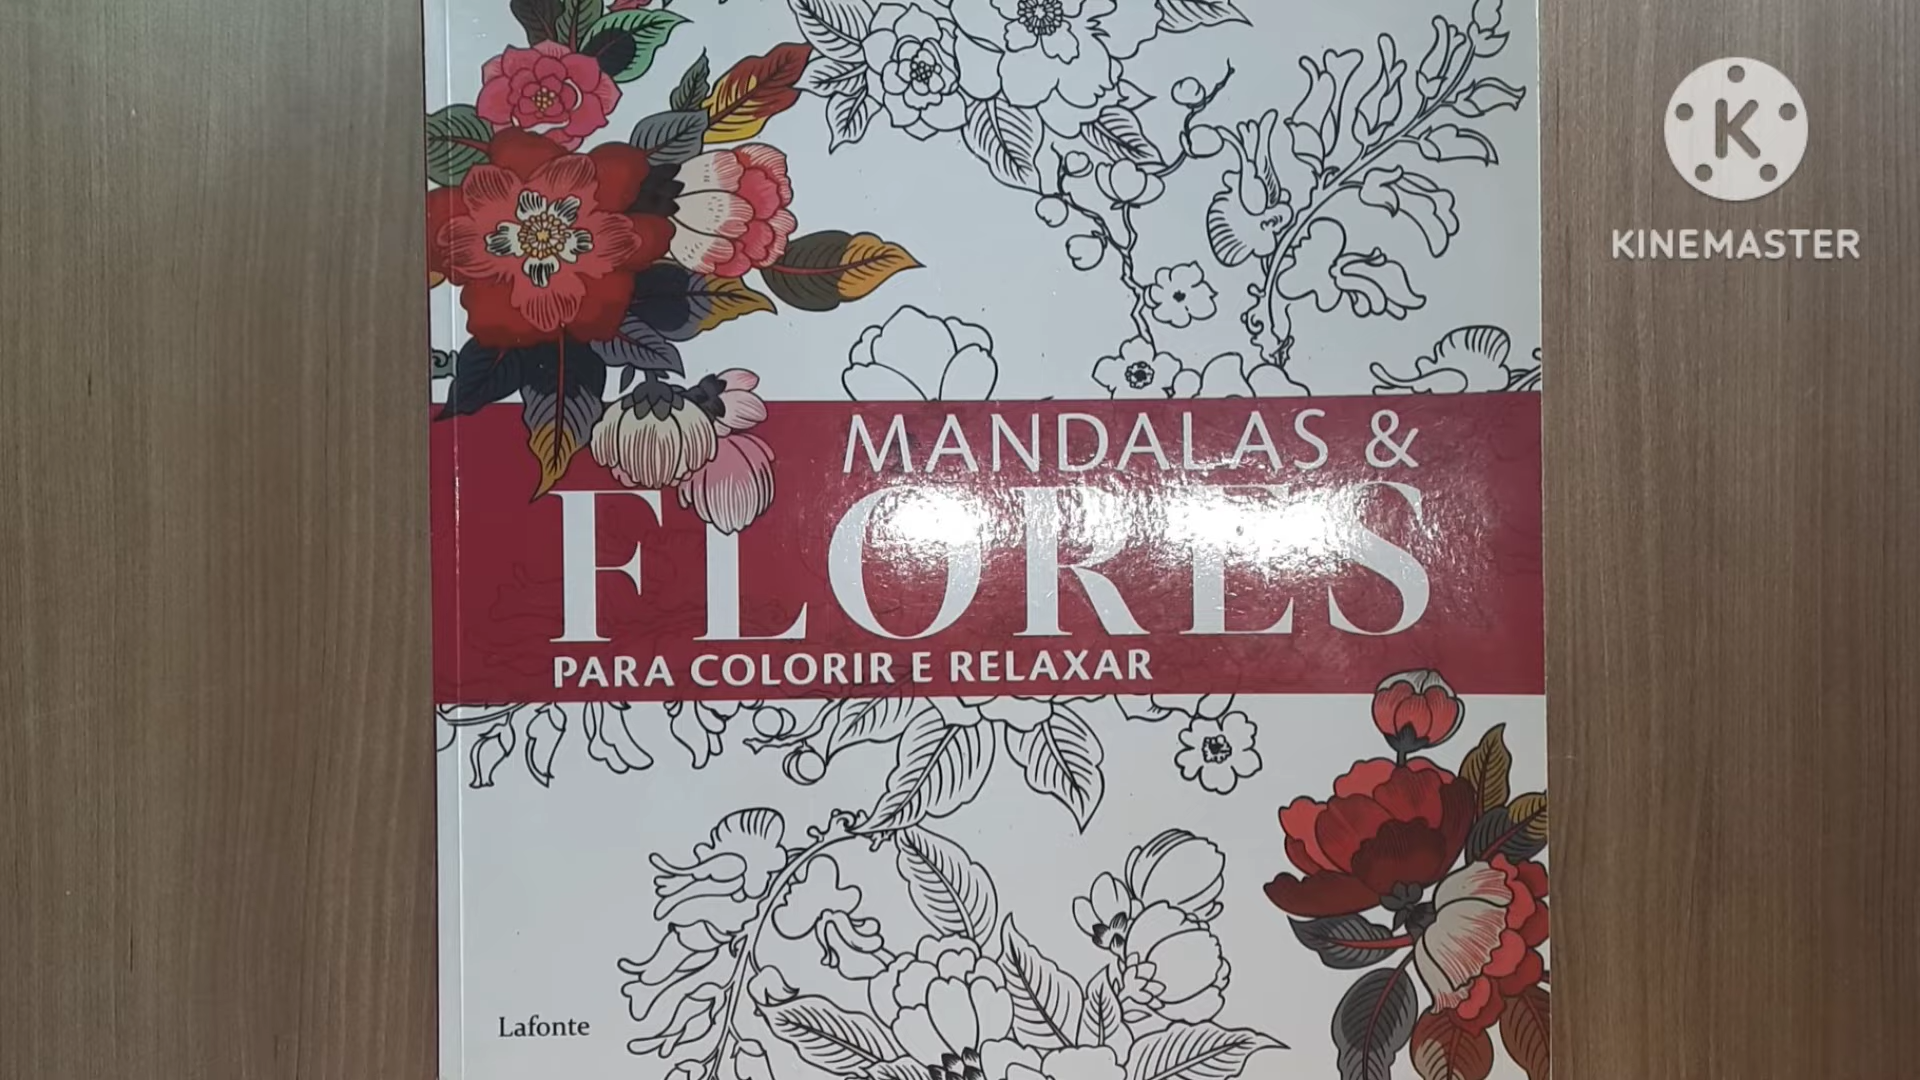 MANDALAS &
FLORES
PARA COLORIR E RELAXAR
Lafonte
K
KINEMASTER